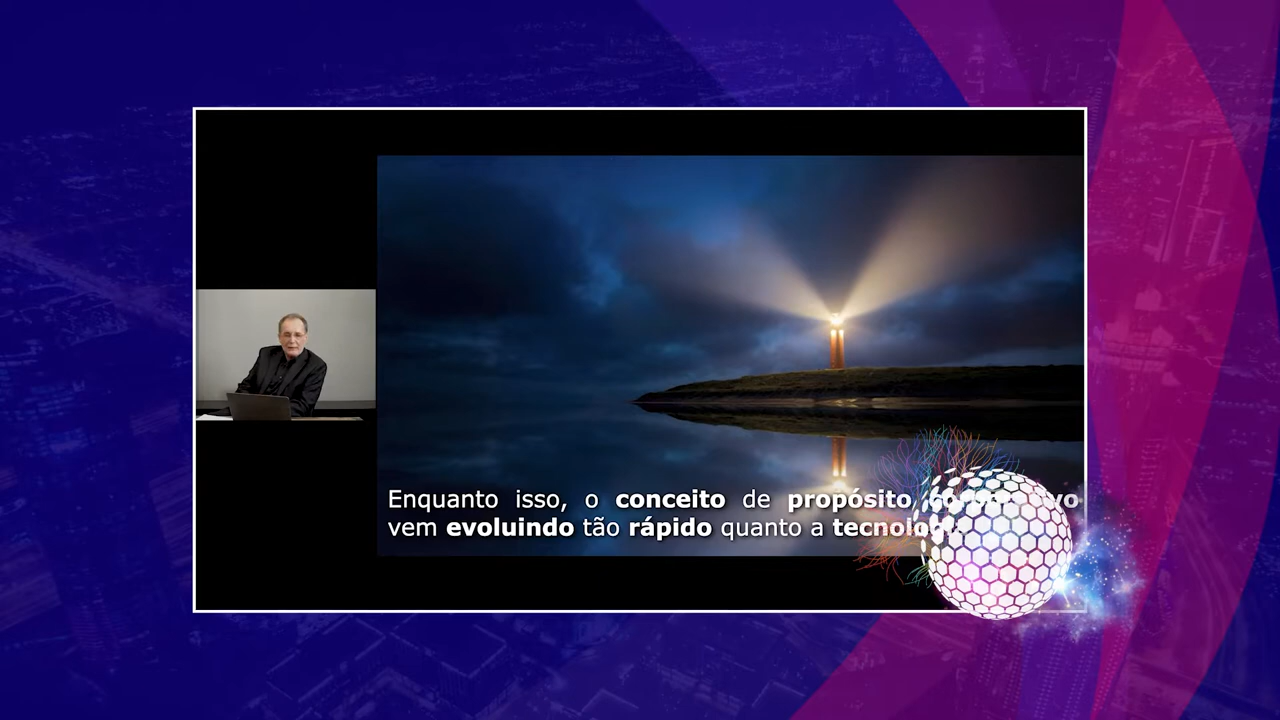 Enquanto isso, o conceito de propósito
vem evoluindo tão rápido quanto a